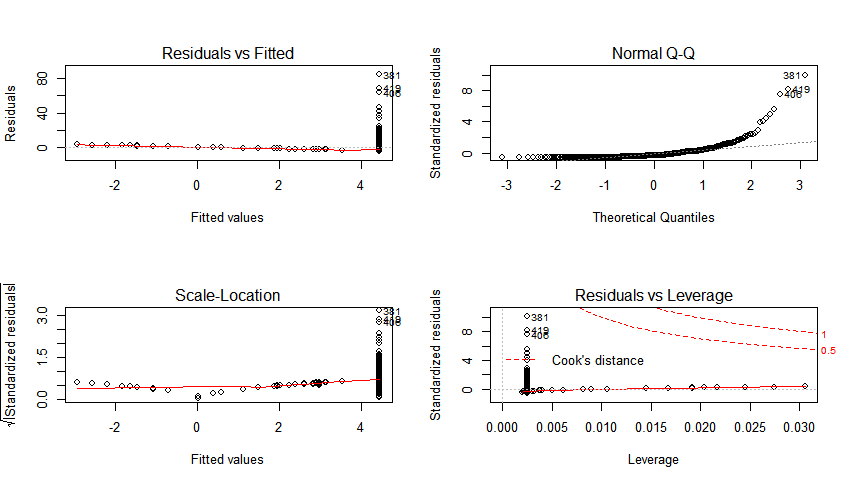 Residuals vs Fitted
Residuals
0 40 80
381
419
406
-2 0 2 4
Fitted values
Normal Q-Q
Standardized residuals
0 4 8
381
419
406
-3 -2 -1 0 1 2 3
Theoretical Quantiles
Scale-Location
√|Standardized residuals|
0.0 1.5 3.0
381
419
406
-2 0 2 4
Fitted values
Residuals vs Leverage
Standardized residuals
0 4 8
381
419
406
Cook's distance
1
0.5
0.000 0.005 0.010 0.015 0.020 0.025 0.030
Leverage